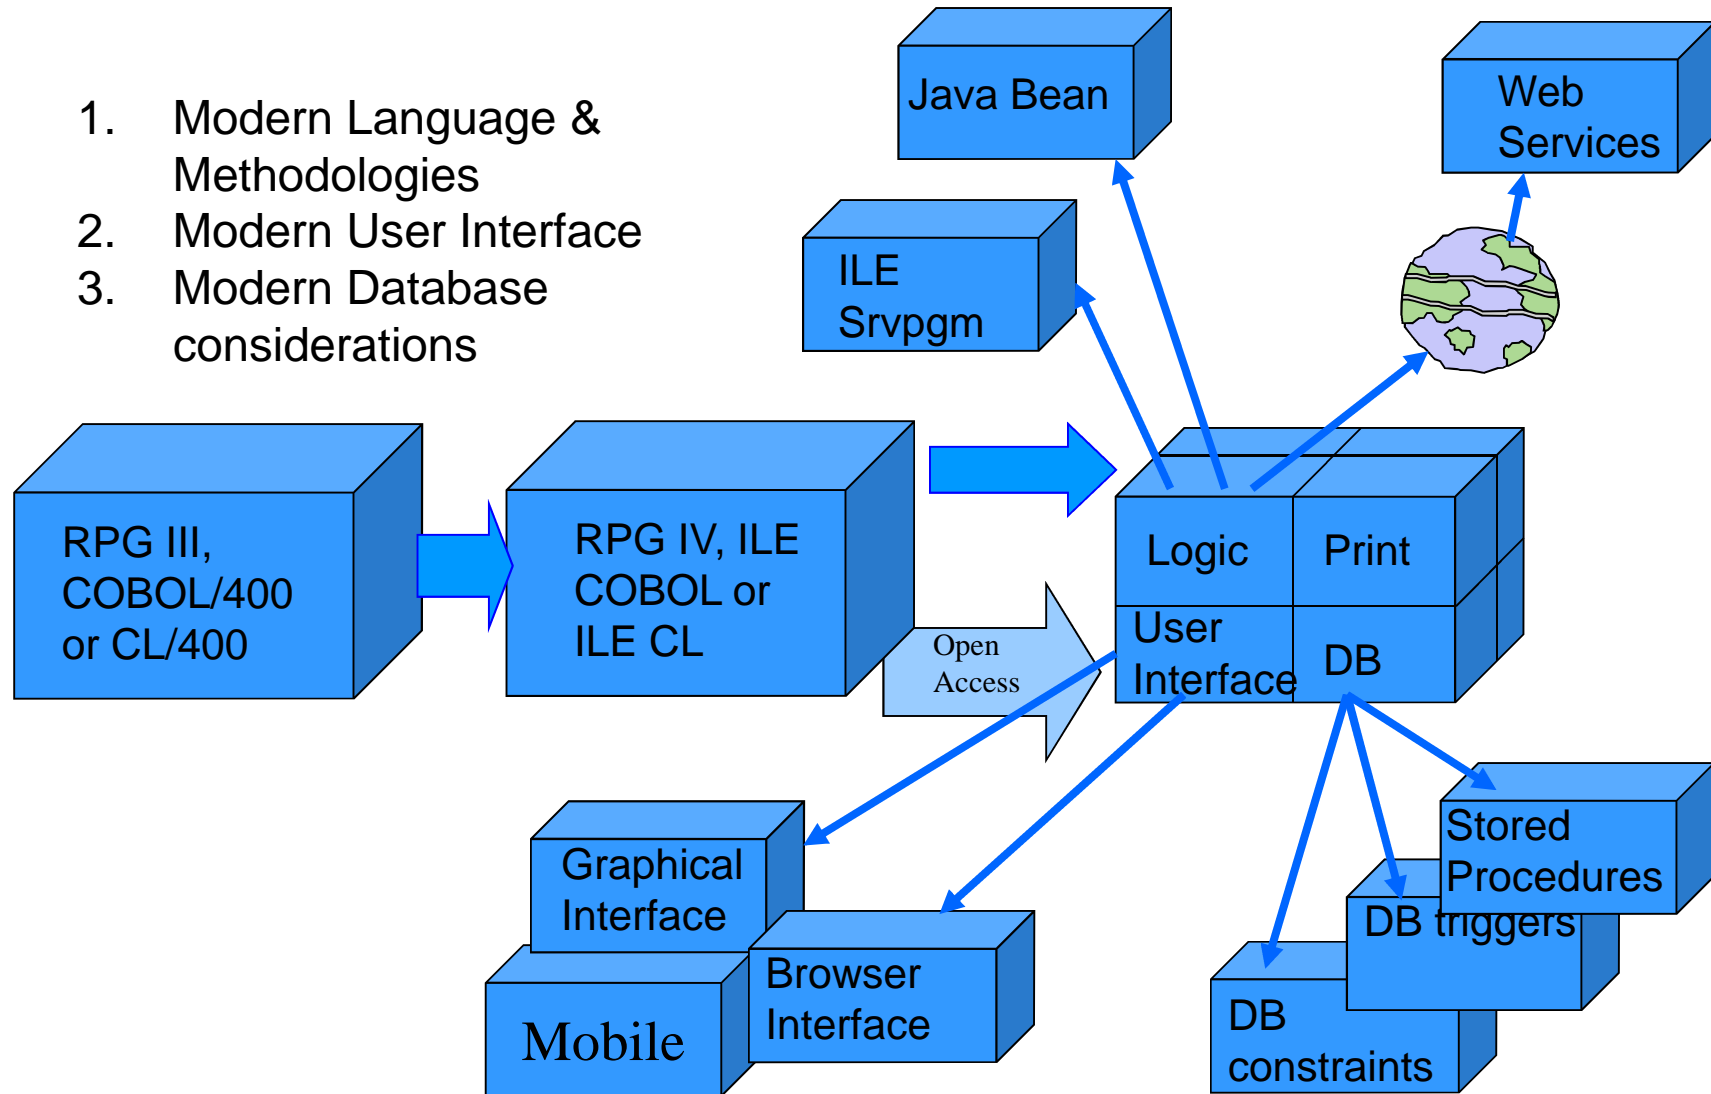 1. Modern Language &
Methodologies
2. Modern User Interface
3. Modern Database
considerations
Java Bean
Web
Services
ILE
Srvpgm
RPG III,
COBOL/400
or CL/400
RPG IV, ILE
COBOL or
ILE CL
Open
Access
Logic
Print
User
Interface
DB
Graphical
Interface
Mobile
Browser
Interface
Stored
Procedures
DB triggers
DB
constraints